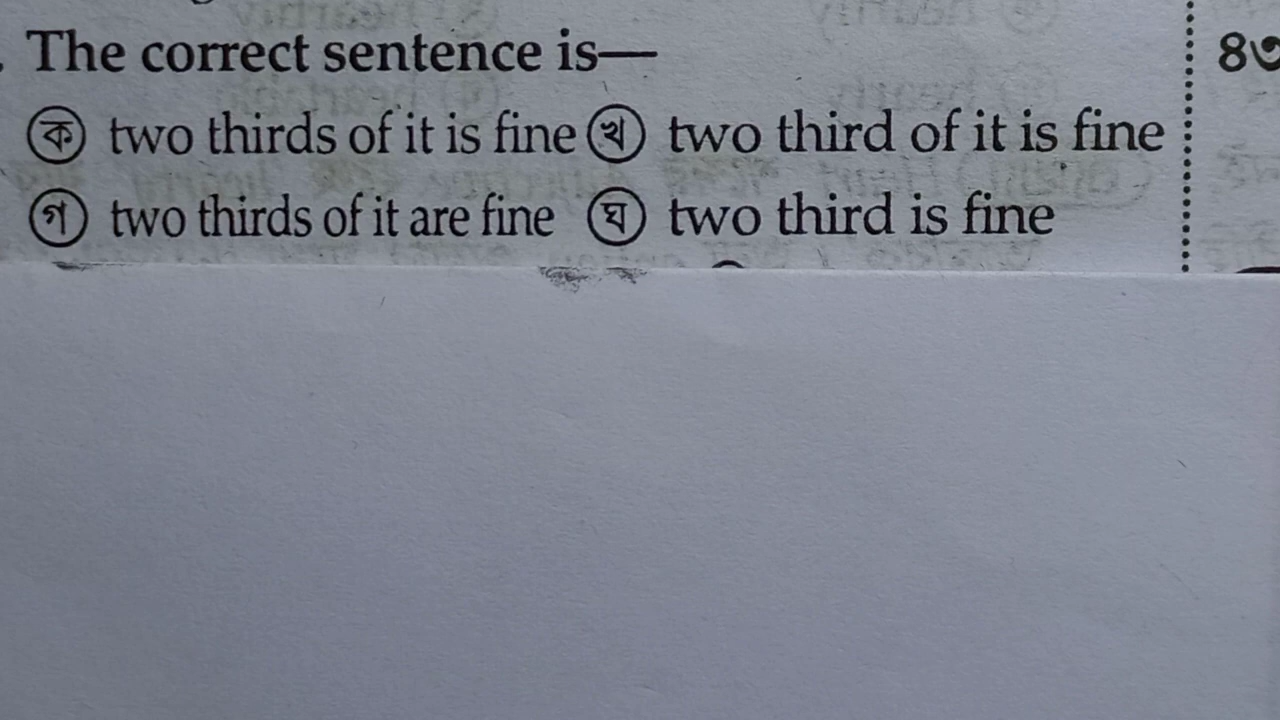 . The correct sentence is—
ক two thirds of it is fine খ two third of it is fine
গ two thirds of it are fine ঘ two third is fine
৪৩